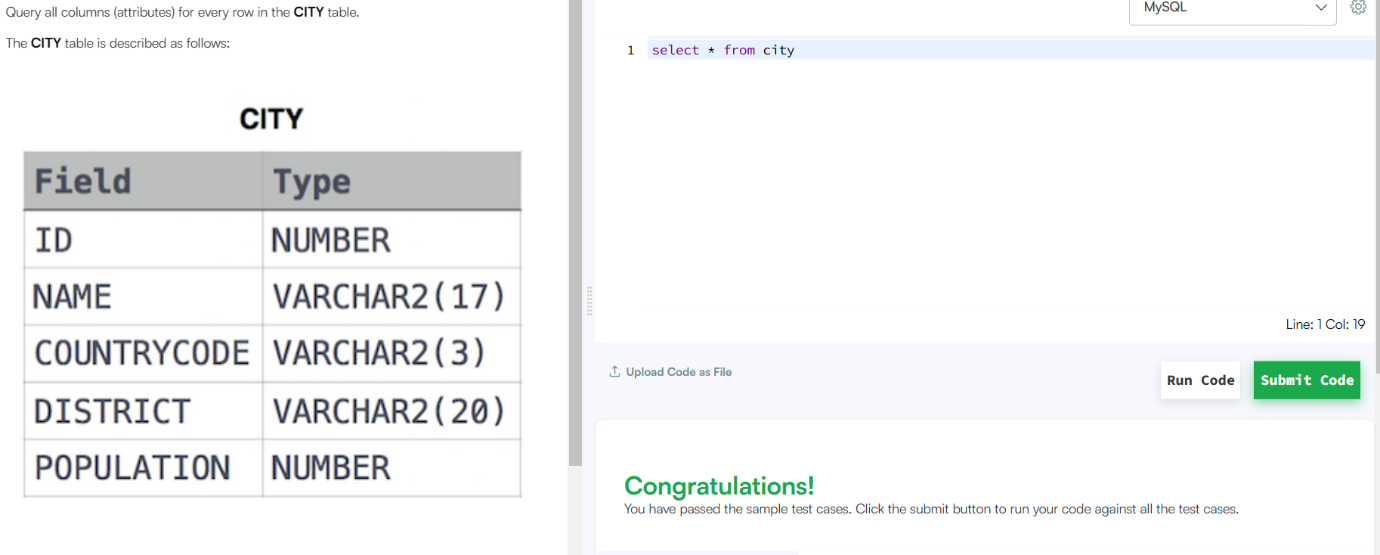 Query all columns (attributes) for every row in the CITY table.
The CITY table is described as follows:
CITY
Field Type
ID NUMBER
NAME VARCHAR2(17)
COUNTRYCODE VARCHAR2(3)
DISTRICT VARCHAR2(20)
POPULATION NUMBER
MySQL
1 select * from city
Line: 1 Col: 19
Upload Code as File
Run Code
Submit Code
Congratulations!
You have passed the sample test cases. Click the submit button to run your code against all the test cases.